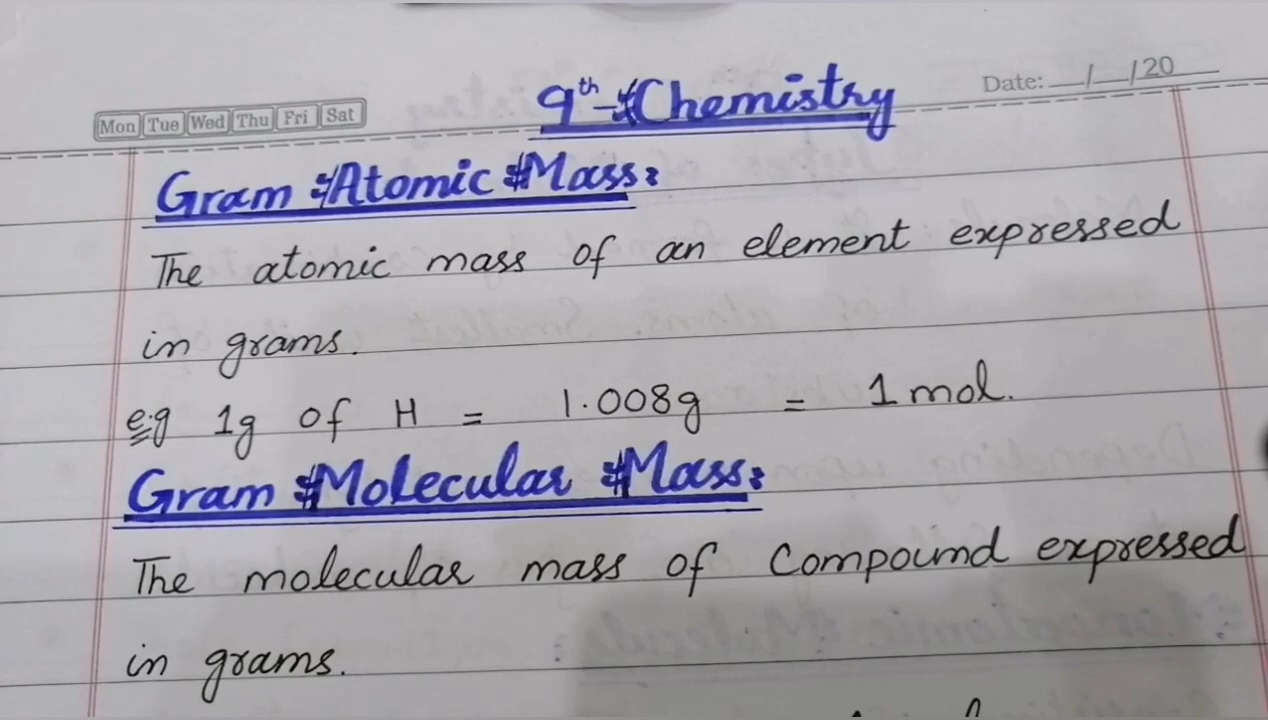 Mon Tue Wed Thu Fri Sat
Date: __/__/20
9th Chemistry
Gram Atomic Mass:
The atomic mass of an element expressed
in grams.
e.g 1g of H = 1.008g = 1 mol.
Gram Molecular Mass:
The molecular mass of Compound expressed
in grams.